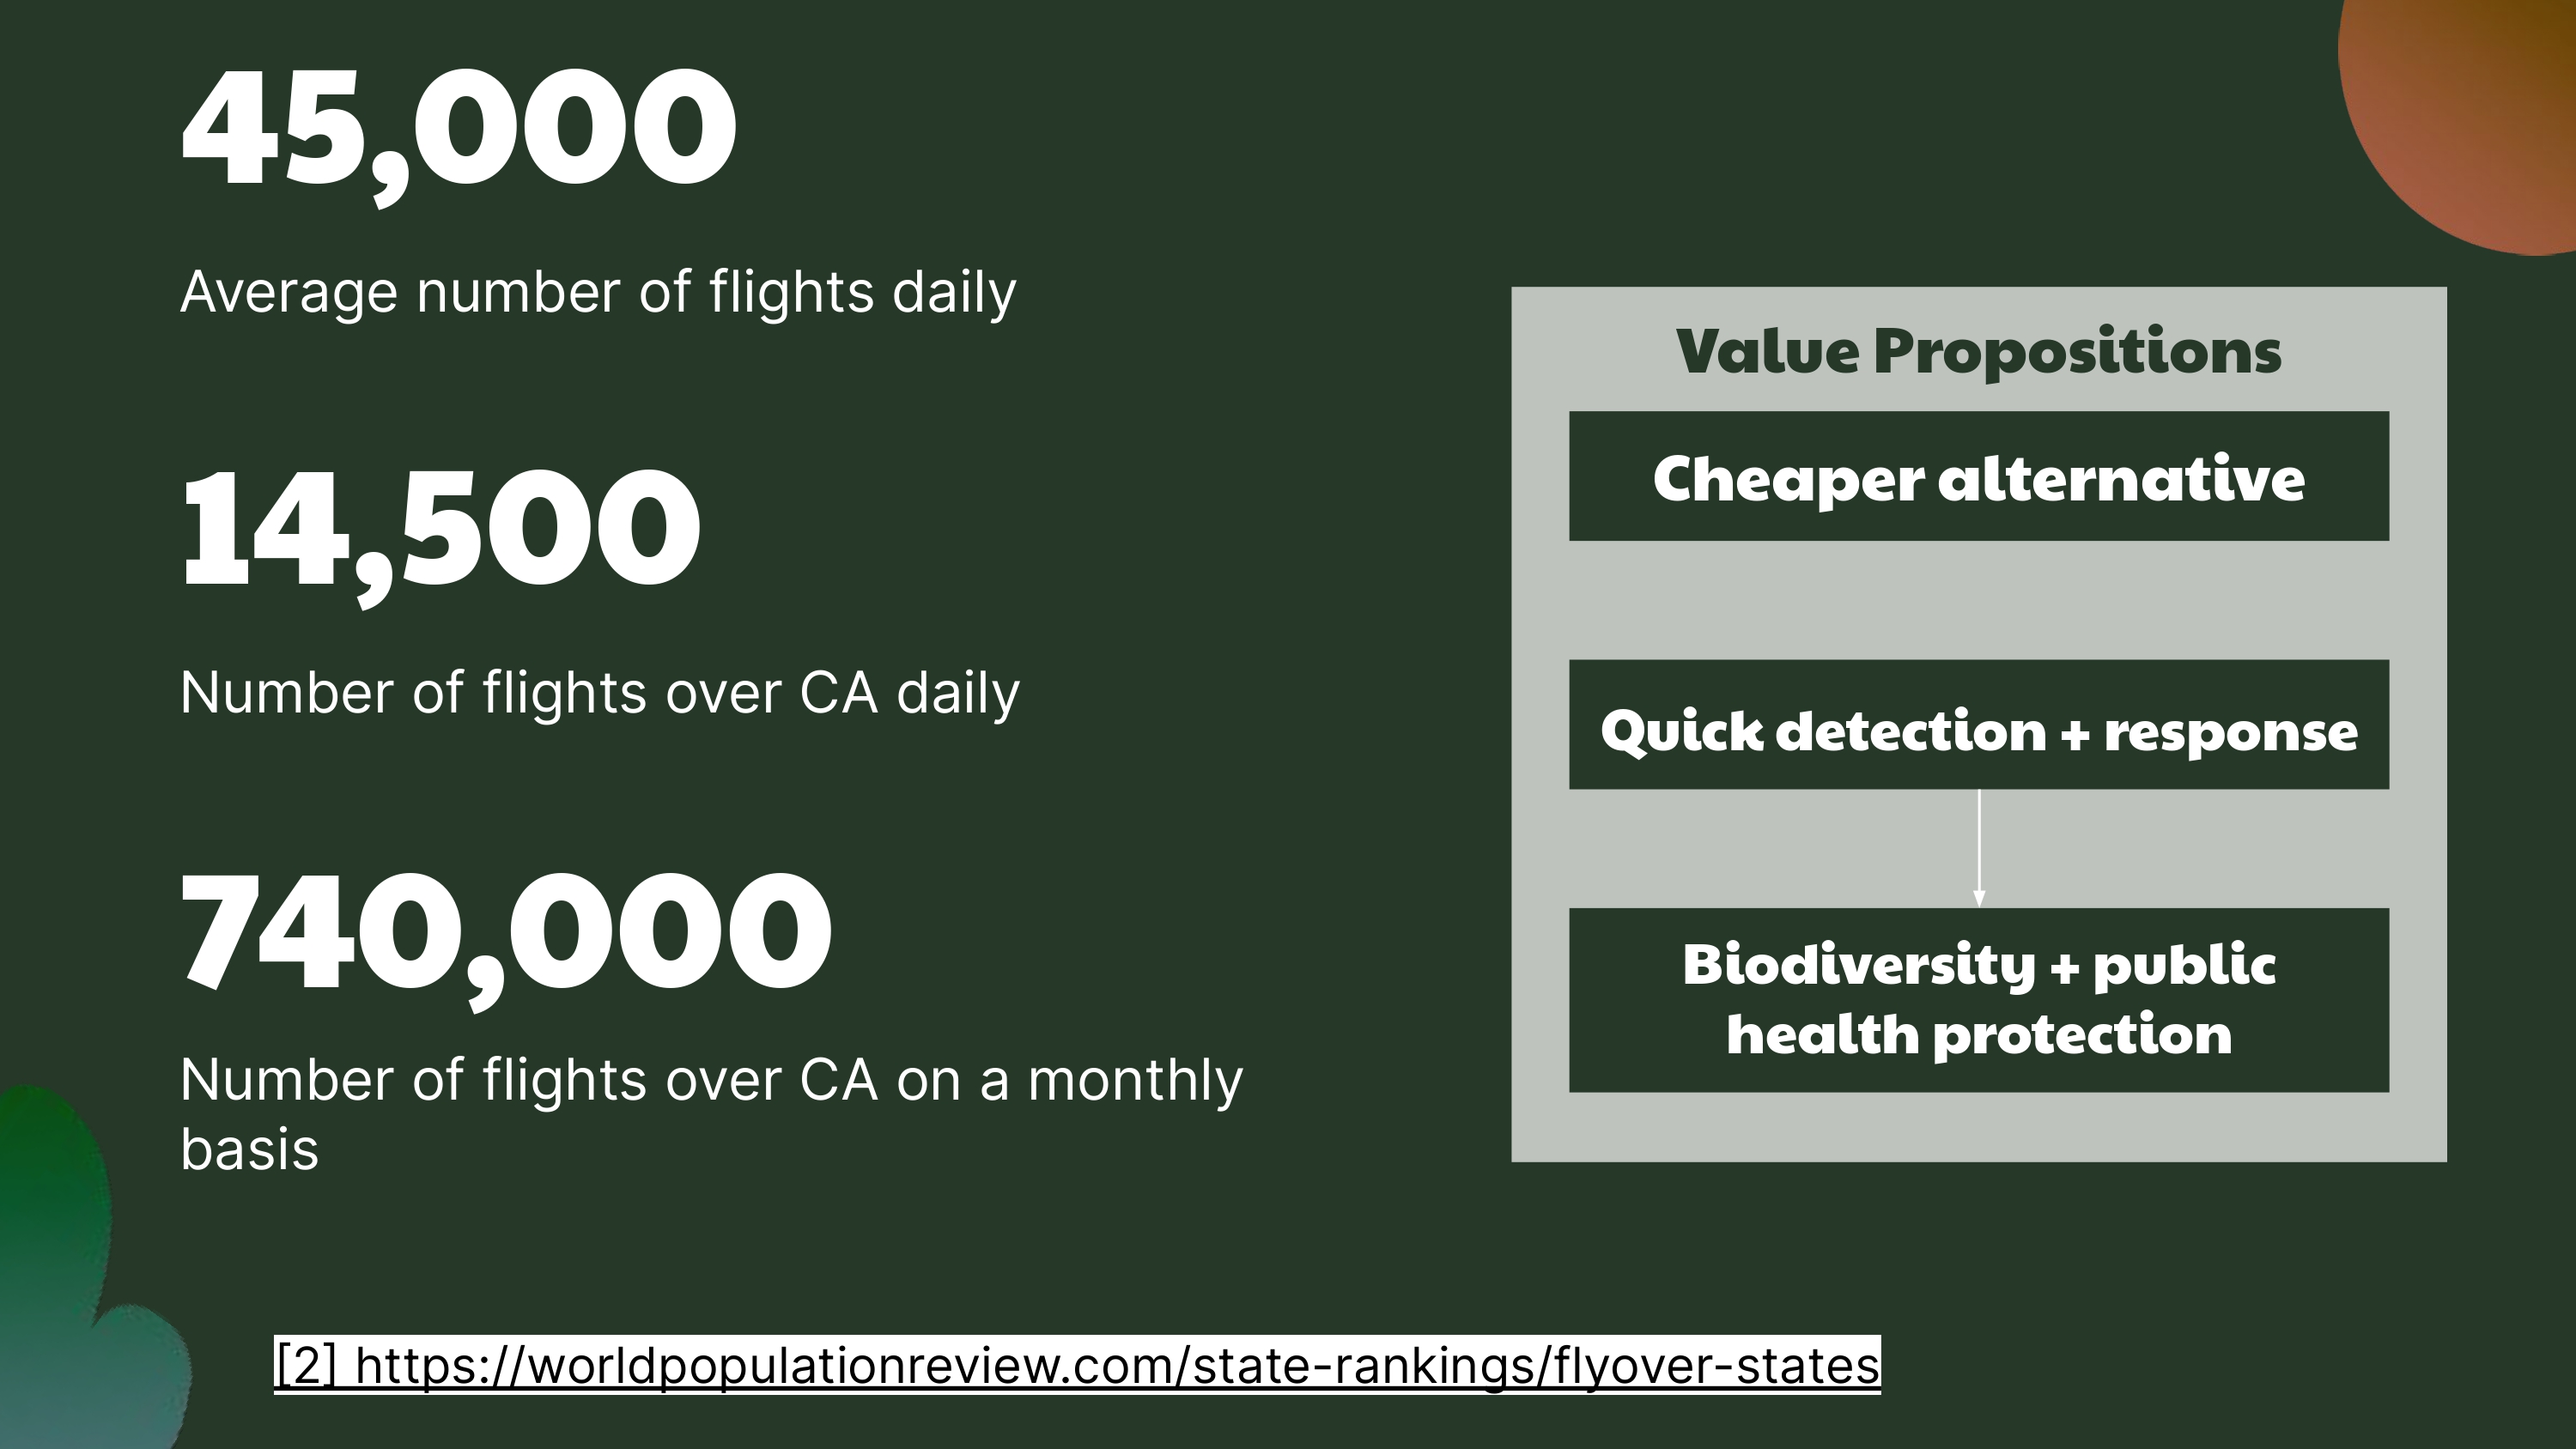 45,000
Average number of flights daily
14,500
Number of flights over CA daily
740,000
Number of flights over CA on a monthly
basis
Value Propositions
Cheaper alternative
Quick detection + response
Biodiversity + public
health protection
[2] https://worldpopulationreview.com/state-rankings/flyover-states